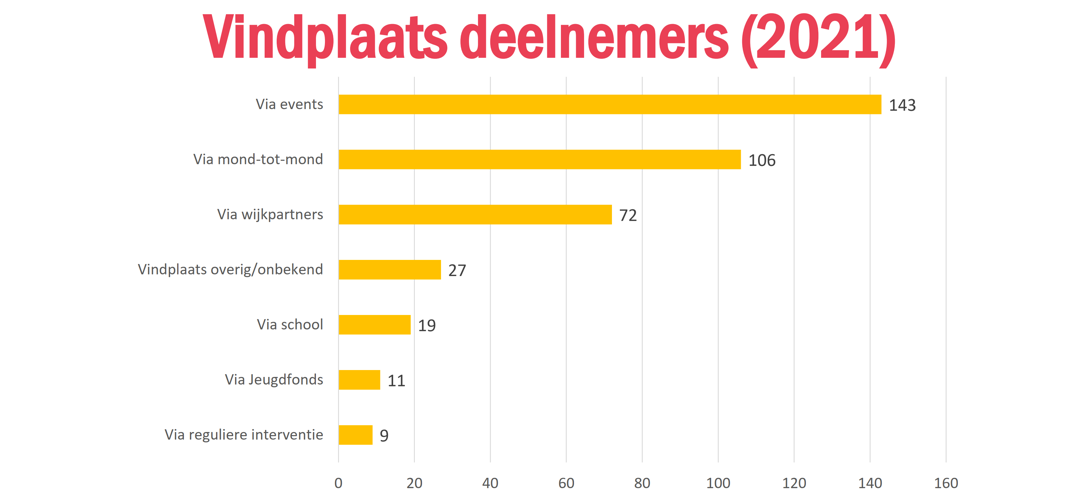 Vindplaats deelnemers (2021)
Via events 143
Via mond-tot-mond 106
Via wijkpartners 72
Vindplaats overig/onbekend 27
Via school 19
Via Jeugdfonds 11
Via reguliere interventie 9
0 20 40 60 80 100 120 140 160